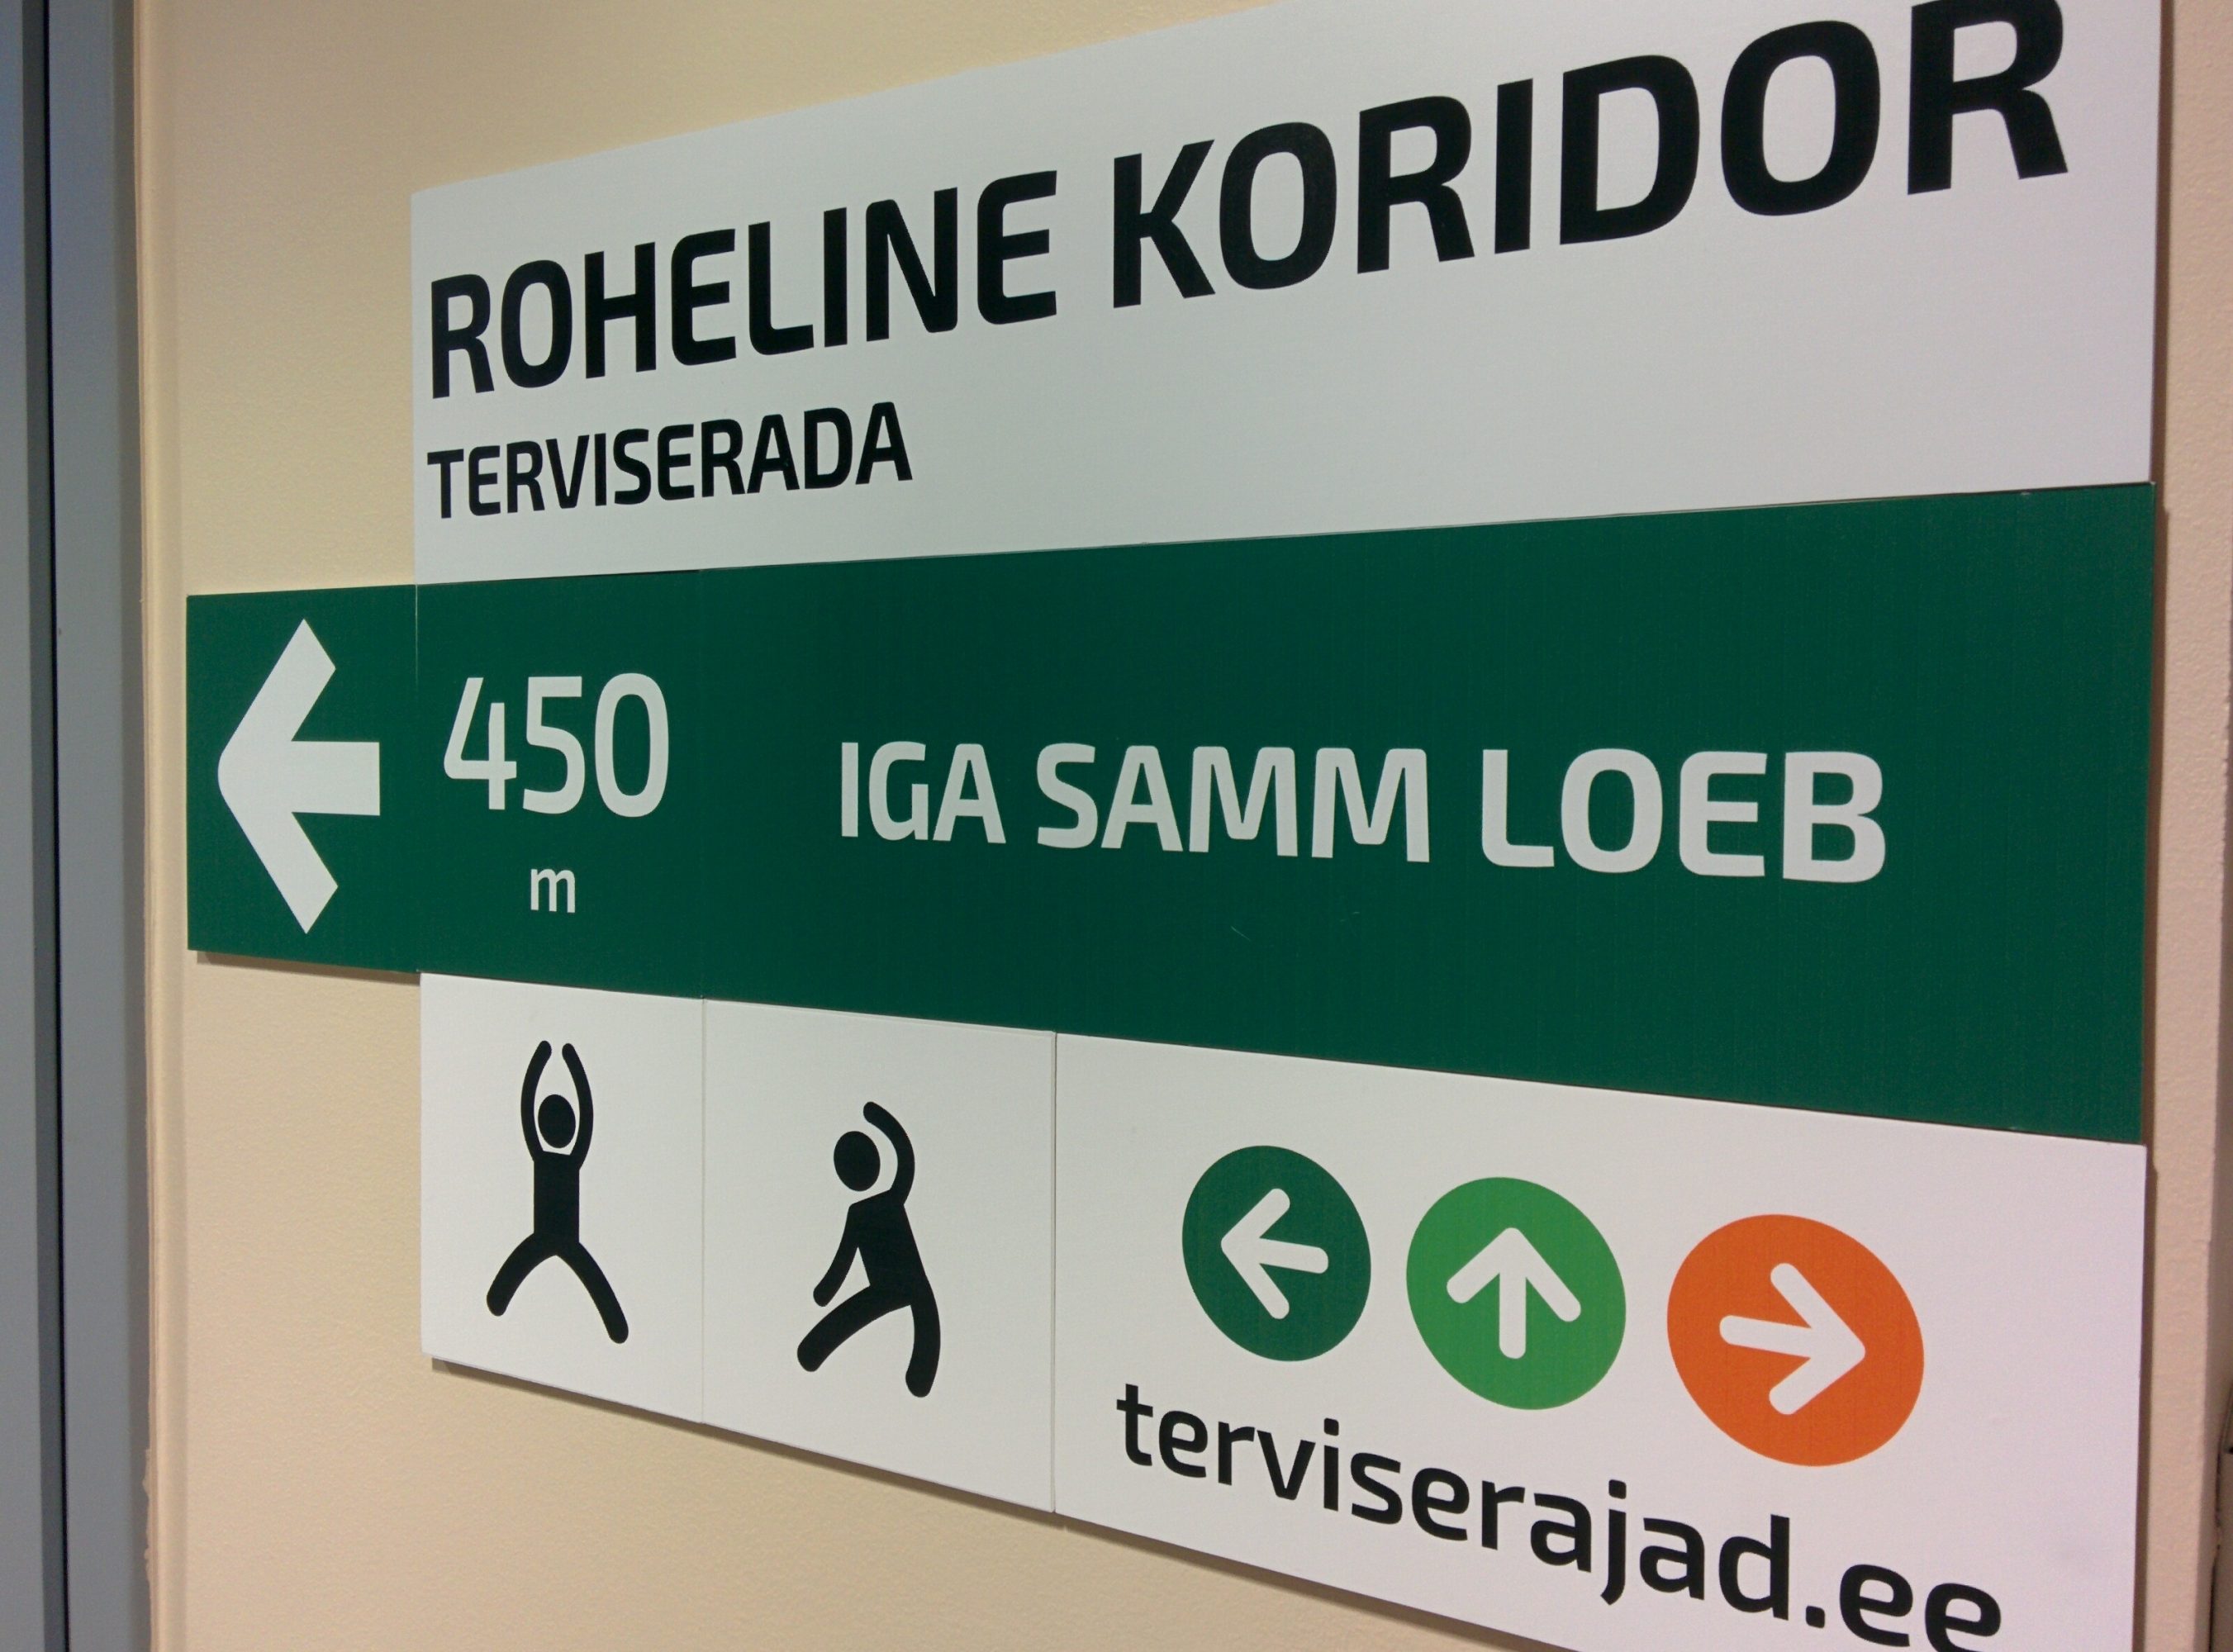 ROHELINE KORIDOR
TERVISERADA
450
m
IGA SAMM LOEB
terviserajad.ee